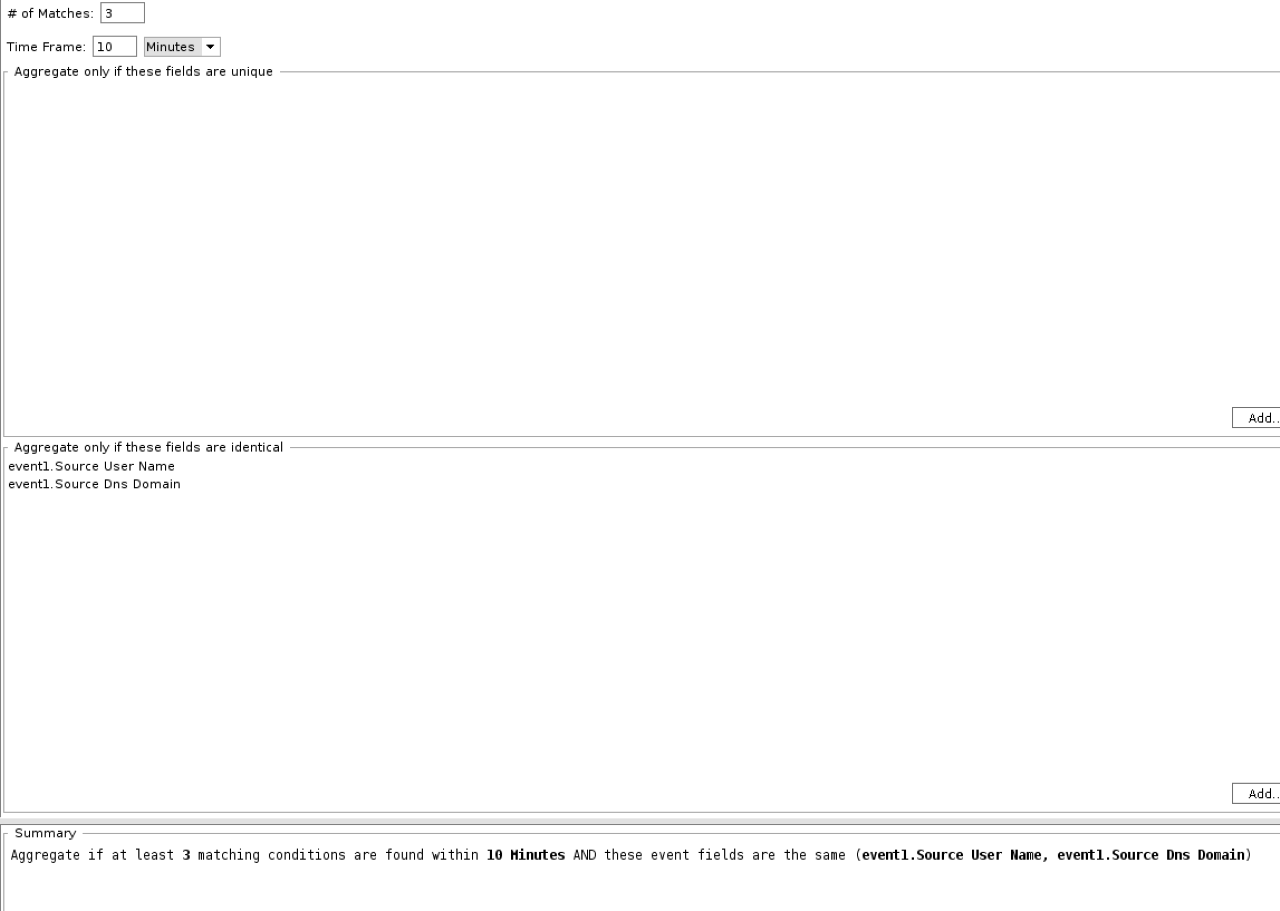 # of Matches: 3
Time Frame: 10 Minutes
Aggregate only if these fields are unique
Add..
Aggregate only if these fields are identical
event1.Source User Name
event1.Source Dns Domain
Add..
Summary
Aggregate if at least 3 matching conditions are found within 10 Minutes AND these event fields are the same (event1.Source User Name, event1.Source Dns Domain)